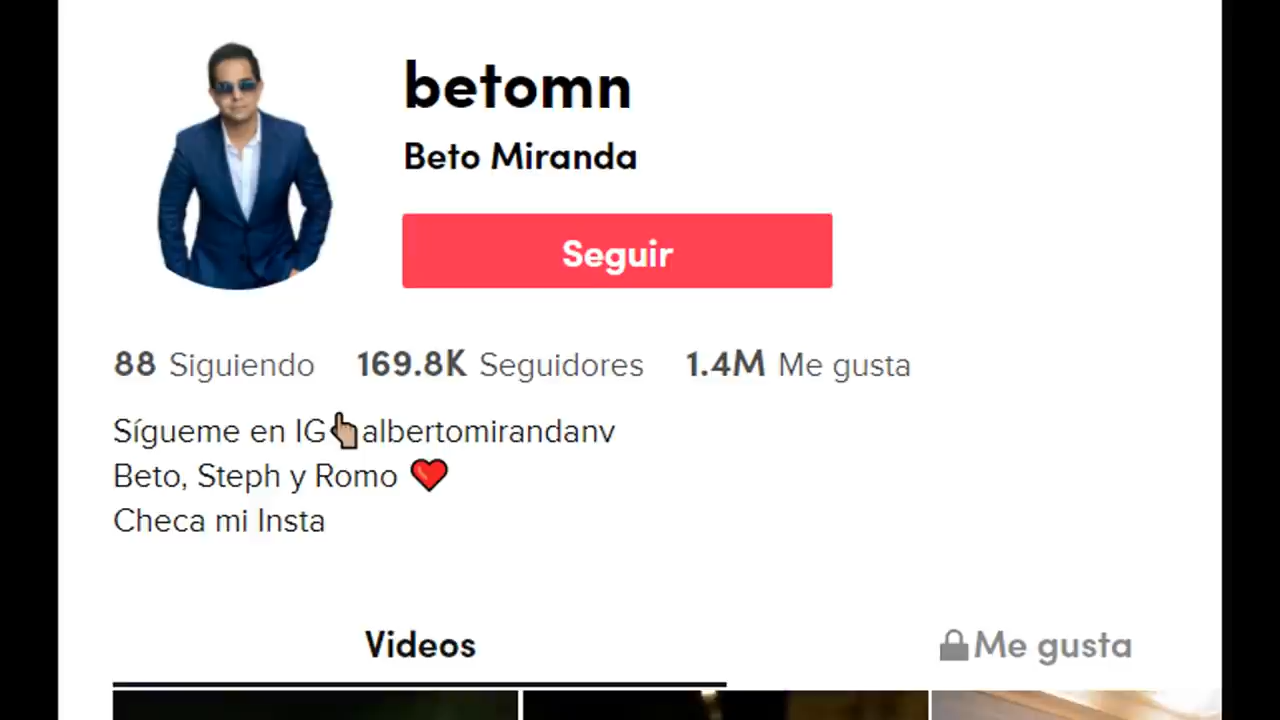 betomn
Beto Miranda
Seguir
88 Siguiendo 169.8K Seguidores 1.4M Me gusta
Sígueme en IG👆🏼albertomirandanv
Beto, Steph y Romo ❤️
Checa mi Insta
Videos Me gusta